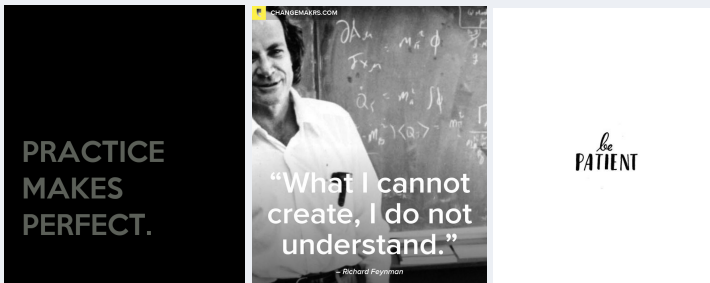 PRACTICE
MAKES
PERFECT.
CHANGEMAKRS.COM
“What I cannot
create, I do not
understand.”
– Richard Feynman
be
PATIENT